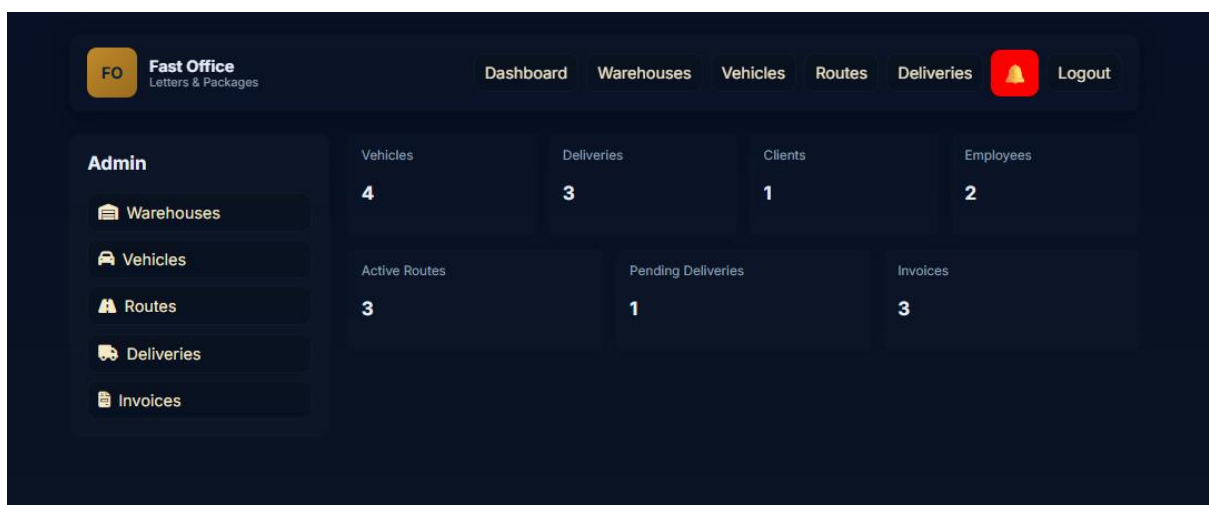 FO
Fast Office
Letters & Packages
Dashboard Warehouses Vehicles Routes Deliveries Logout
Admin
Warehouses
Vehicles
Routes
Deliveries
Invoices
Vehicles Deliveries Clients Employees
4 3 1 2
Active Routes Pending Deliveries Invoices
3 1 3